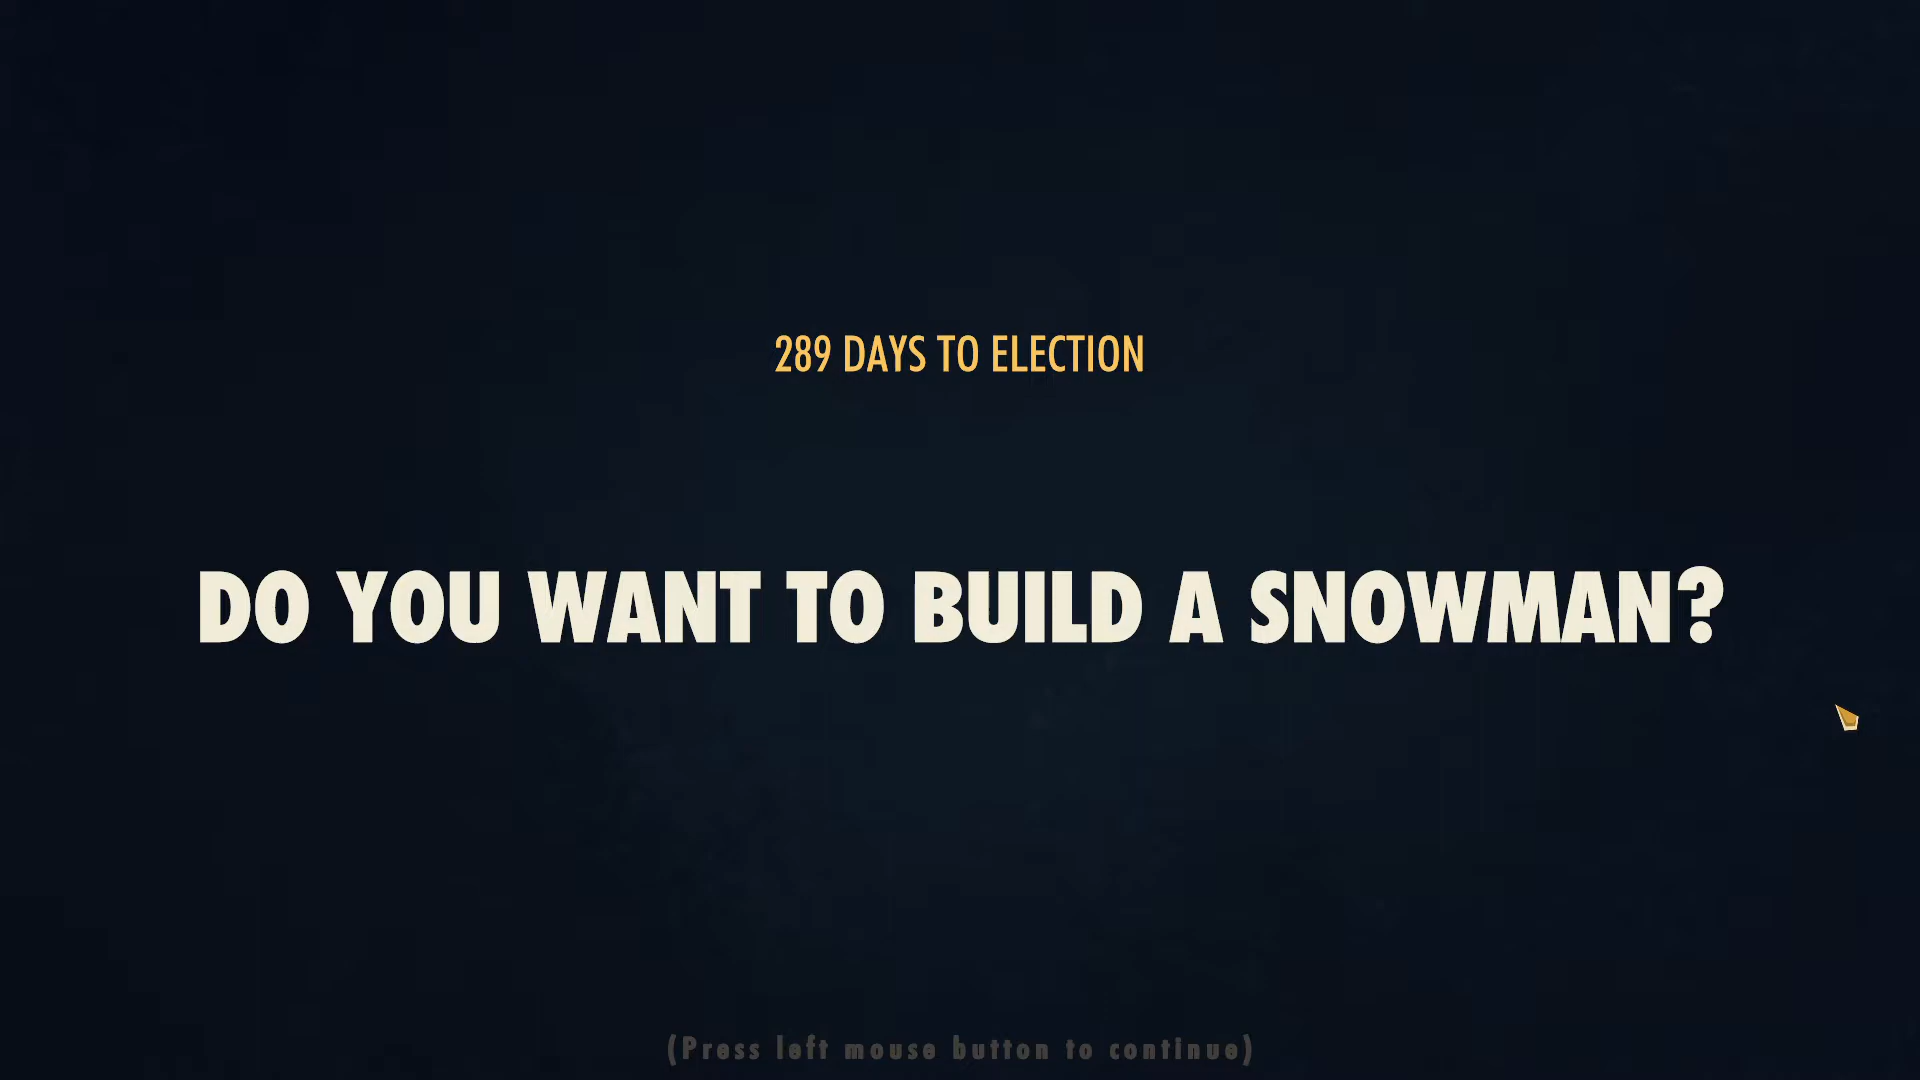 289 DAYS TO ELECTION
DO YOU WANT TO BUILD A SNOWMAN?
(Press left mouse button to continue)